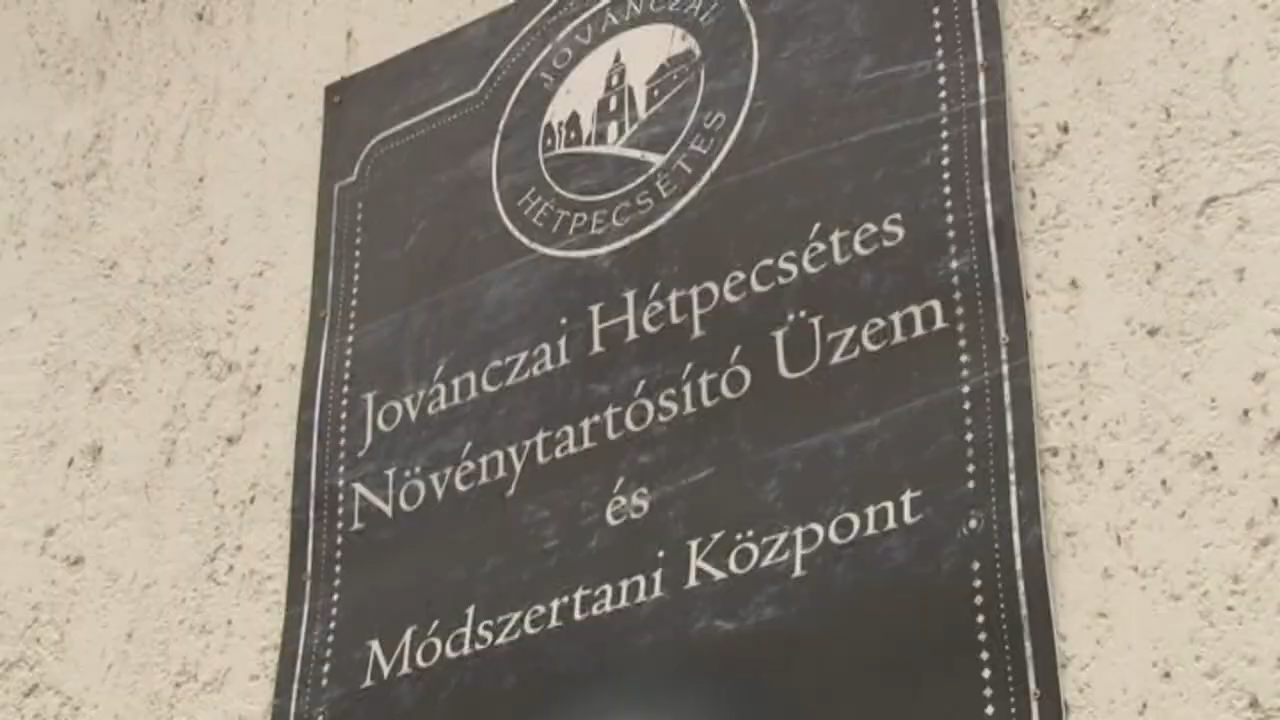 JOVÁNCZAI
HÉTPECSÉTES
Jovánczai Hétpecsétes
Növénytartósító Üzem
és
Módszertani Központ